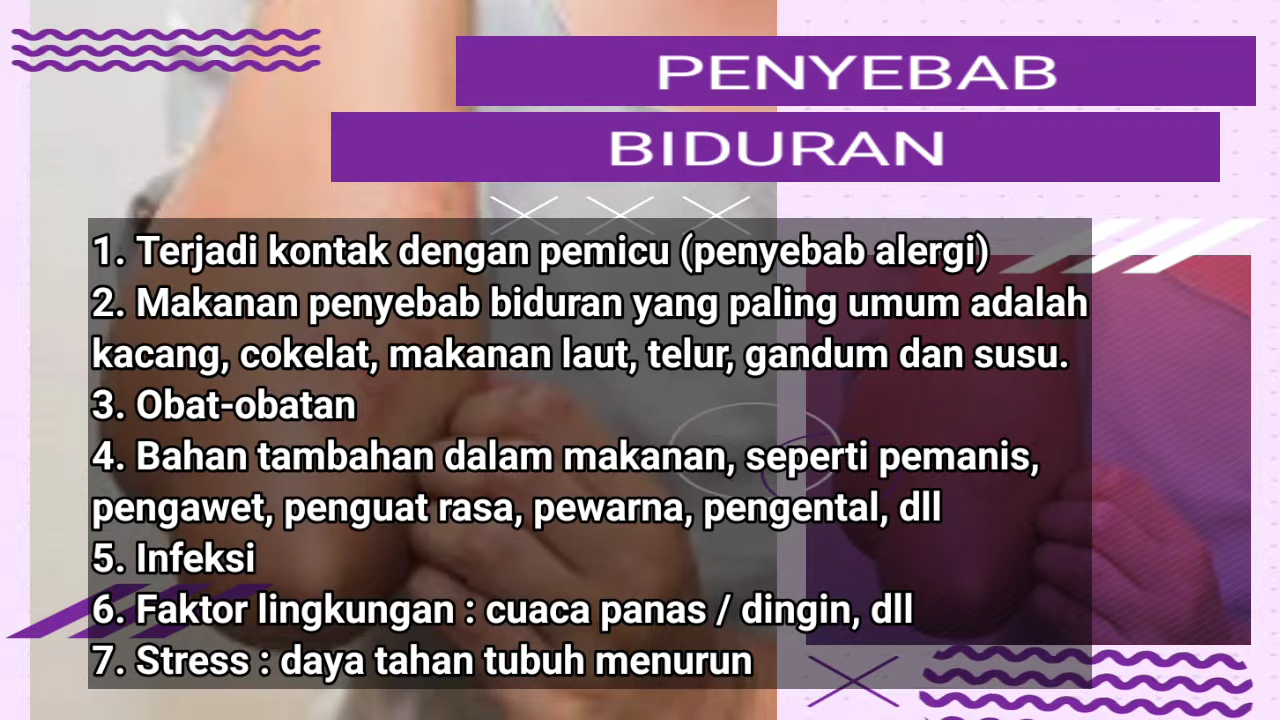 PENYEBAB
BIDURAN
1. Terjadi kontak dengan pemicu (penyebab alergi)
2. Makanan penyebab biduran yang paling umum adalah
kacang, cokelat, makanan laut, telur, gandum dan susu.
3. Obat-obatan
4. Bahan tambahan dalam makanan, seperti pemanis,
pengawet, penguat rasa, pewarna, pengental, dll
5. Infeksi
6. Faktor lingkungan : cuaca panas / dingin, dll
7. Stress : daya tahan tubuh menurun